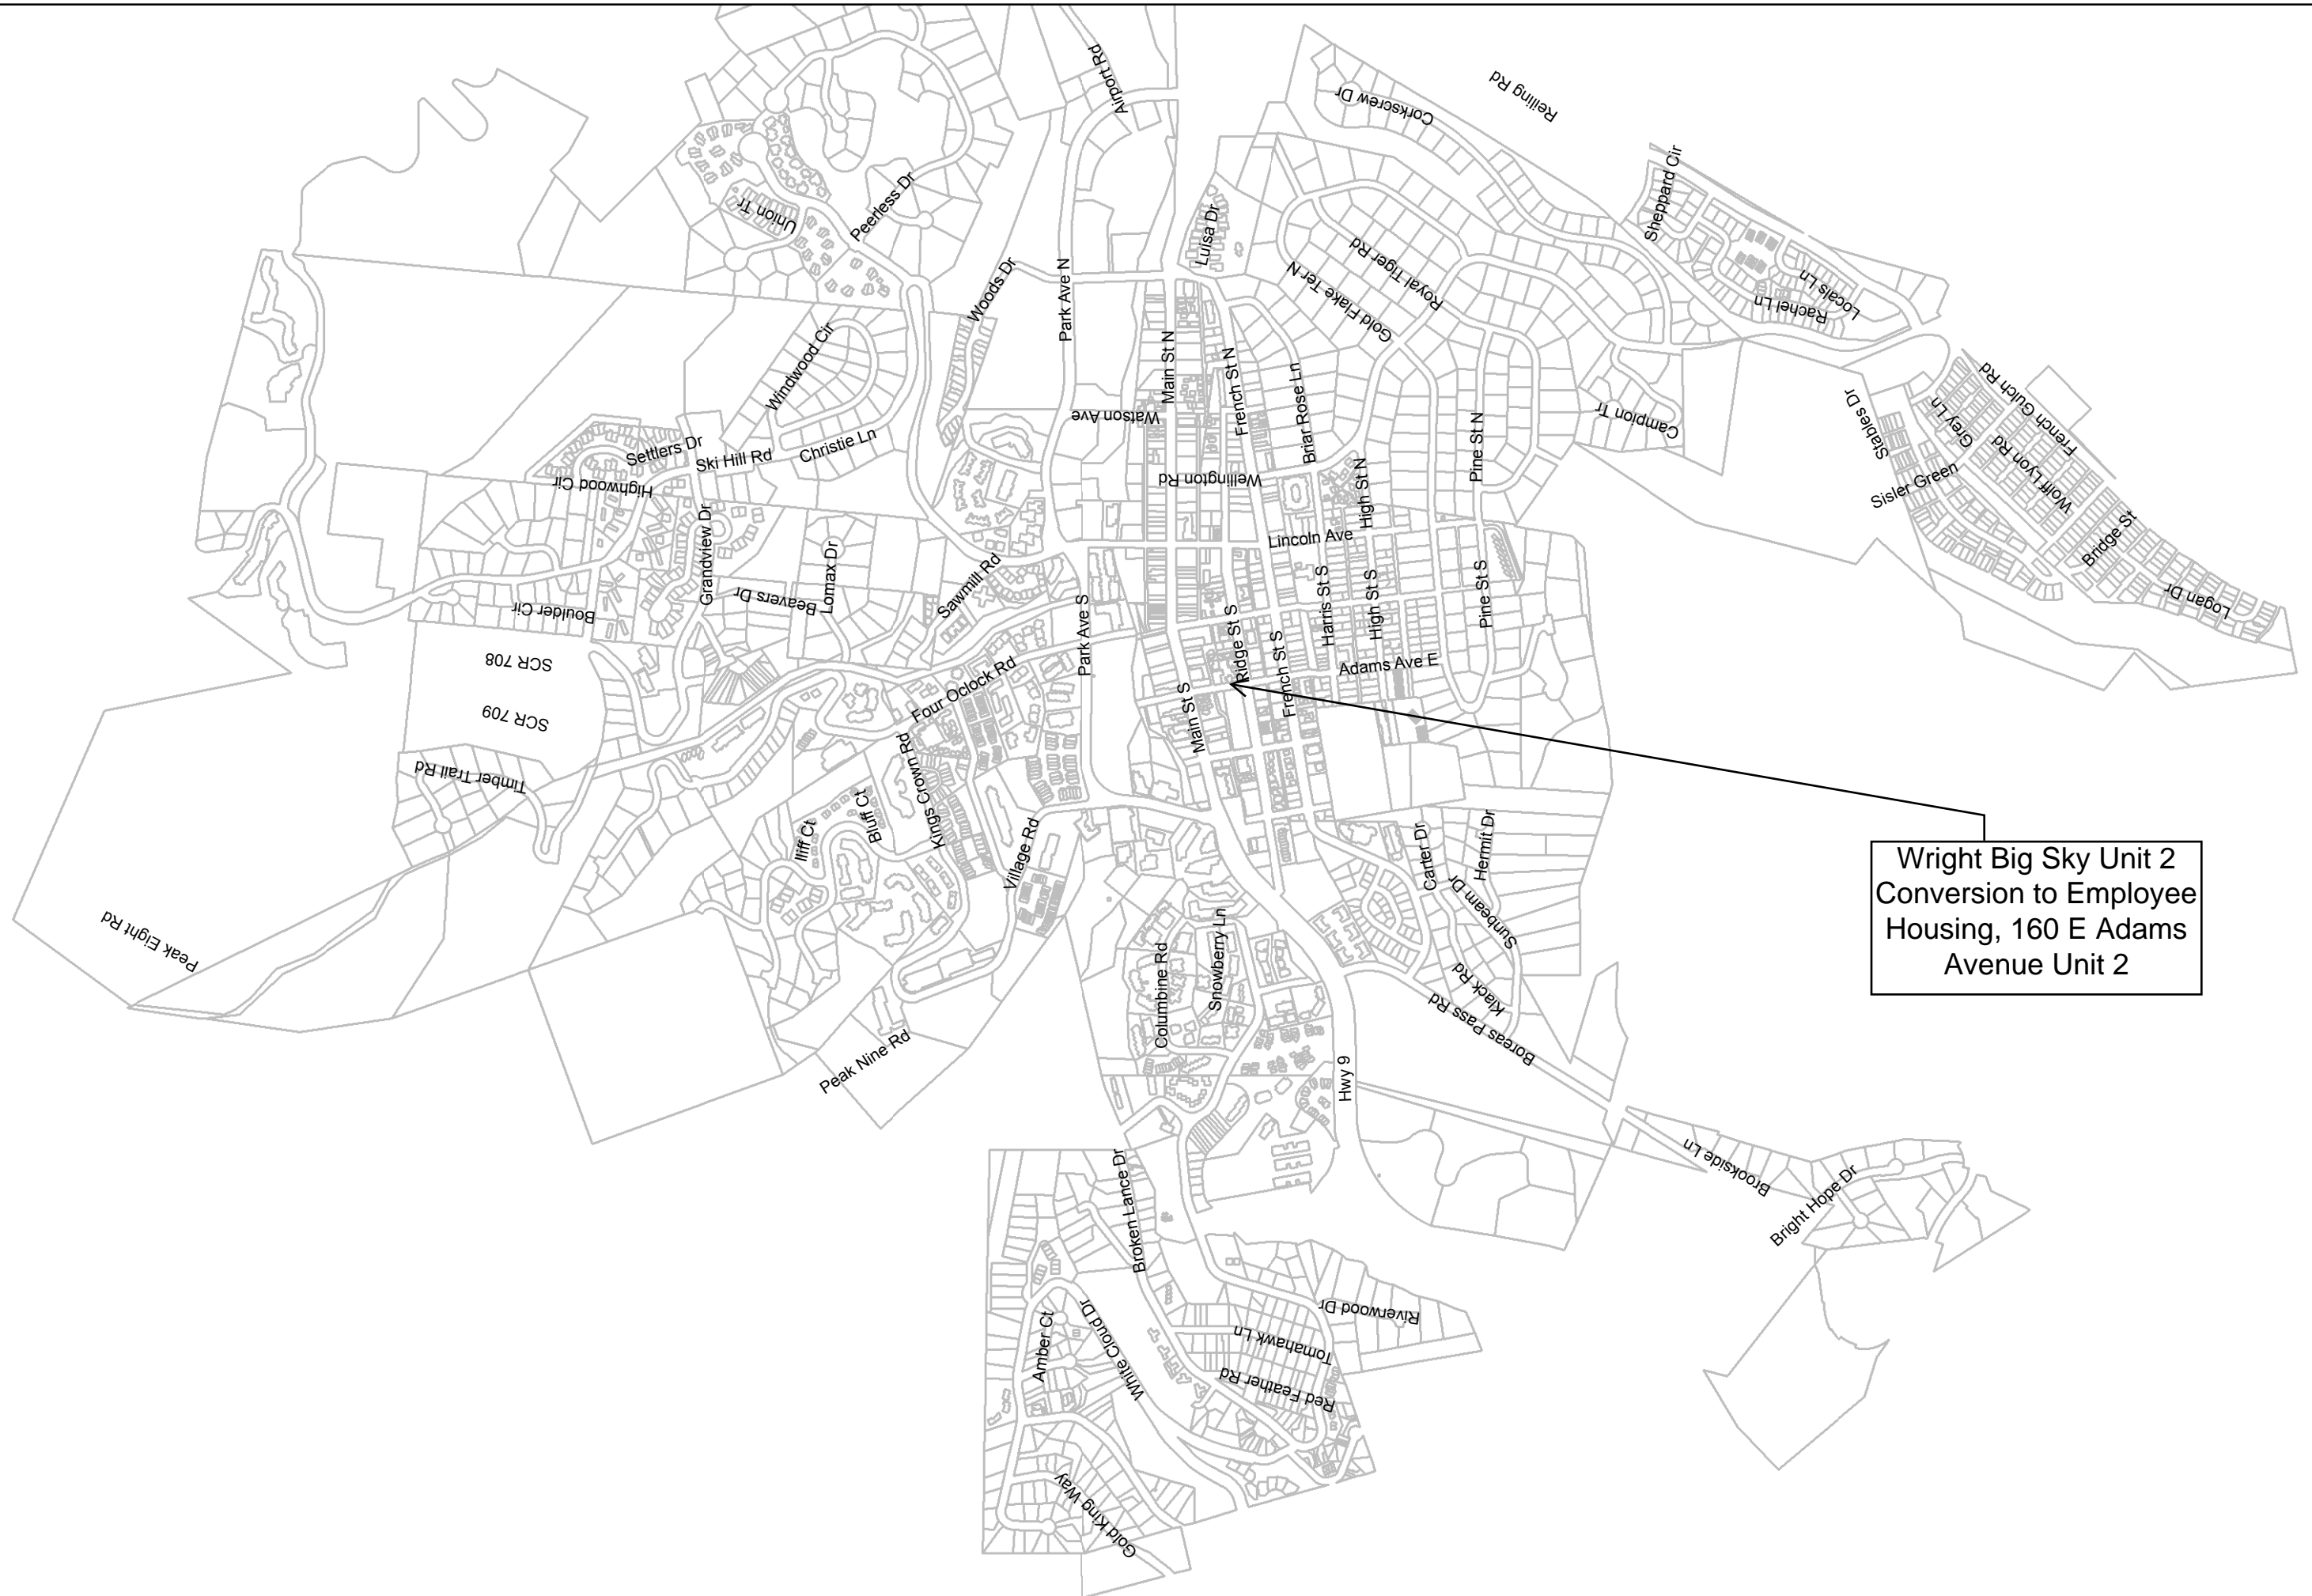 Airport Rd
Reiling Rd
Corkscrew Dr
Sheppard Cir
Peerless Dr
Union Tr
Luisa Dr
Royal Tiger Rd
Gold Flake Ter N
Locals Ln
Rachel Ln
Woods Dr
Park Ave N
Windwood Cir
Main St N
French St N
Briar Rose Ln
Campion Tr
Stables Dr
Grey Ln
French Gulch Rd
Watson Ave
Settlers Dr
Ski Hill Rd
Christie Ln
Highwood Cir
Wellington Rd
High St N
Pine St N
Wolff Lyon Rd
Sisler Green
Bridge St
Logan Dr
Grandview Dr
Lomax Dr
Beavers Dr
Boulder Cir
Sawmill Rd
Lincoln Ave
Harris St S
High St S
Pine St S
SCR 708
SCR 709
Four Oclock Rd
Park Ave S
Ridge St S
French St S
Adams Ave E
Main St S
Timber Trail Rd
Kings Crown Rd
Bluff Ct
Iliff Ct
Village Rd
Carter Dr
Hermit Dr
Sunbeam Dr
Wright Big Sky Unit 2
Conversion to Employee
Housing, 160 E Adams
Avenue Unit 2
Peak Eight Rd
Columbine Rd
Snowberry Ln
Klack Rd
Boreas Pass Rd
Peak Nine Rd
Hwy 9
Brookside Ln
Bright Hope Dr
Broken Lance Dr
Riverwood Dr
Tomahawk Ln
Red Feather Rd
Amber Ct
White Cloud Dr
Gold King Way